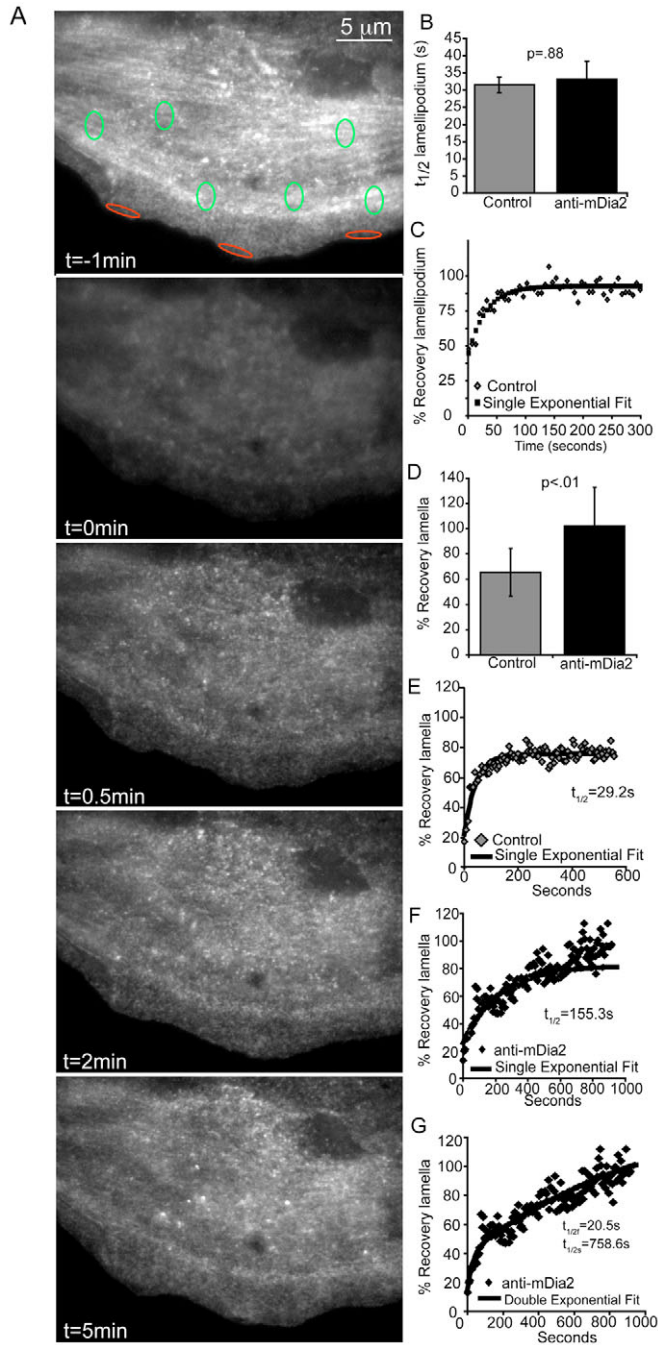 A
5 µm
t=-1min
t=0min
t=0.5min
t=2min
t=5min
B
t1/2 lamellipodium (s)
45
40
35
30
25
20
15
10
5
0
p=.88
Control
anti-mDia2
C
% Recovery lamellipodium
100
75
50
25
0
Control
Single Exponential Fit
0 50 100 150 200 250 300
Time (seconds)
D
% Recovery lamella
140
120
100
80
60
40
20
0
p<.01
Control
anti-mDia2
E
% Recovery lamella
120
100
80
60
40
20
0
t1/2=29.2s
Control
Single Exponential Fit
0 200 400 600
Seconds
F
% Recovery lamella
120
100
80
60
40
20
0
t1/2=155.3s
anti-mDia2
Single Exponential Fit
0 200 400 600 800 1000
Seconds
G
% Recovery lamella
120
100
80
60
40
20
0
t1/2f=20.5s
t1/2s=758.6s
anti-mDia2
Double Exponential Fit
0 200 400 600 800 1000
Seconds